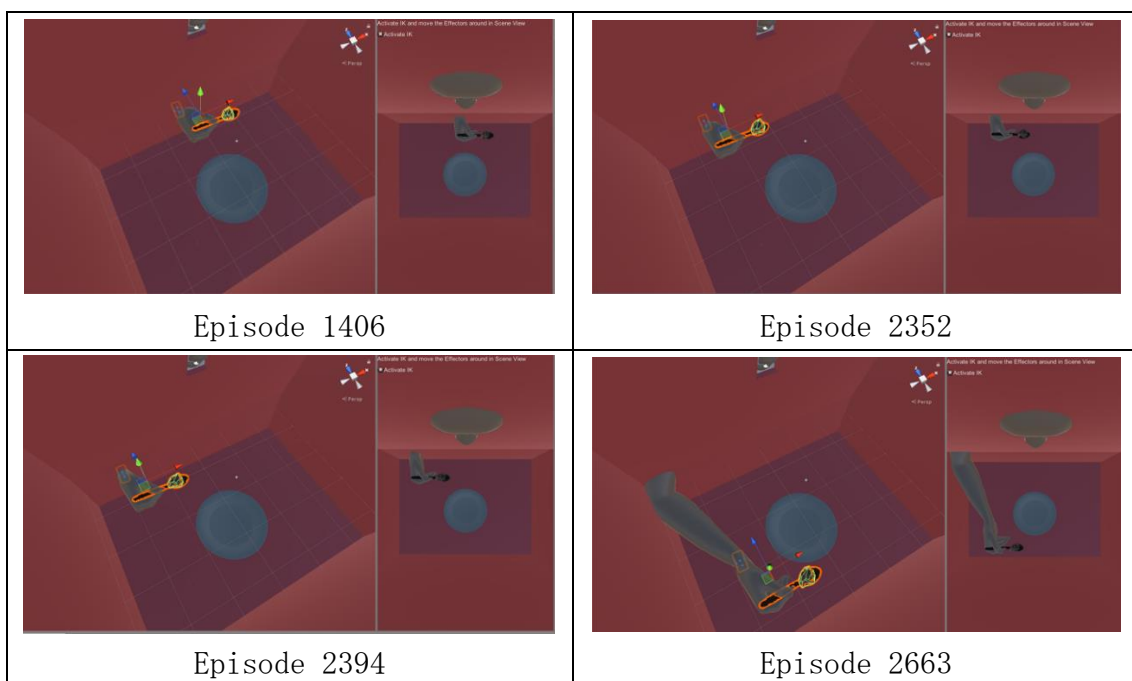 Activate IK and move the Effectors around in Scene View
Activate IK
Persp
Episode 1406
Activate IK and move the Effectors around in Scene View
Activate IK
Persp
Episode 2352
Activate IK and move the Effectors around in Scene View
Activate IK
Persp
Episode 2394
Activate IK and move the Effectors around in Scene View
Activate IK
Persp
Episode 2663